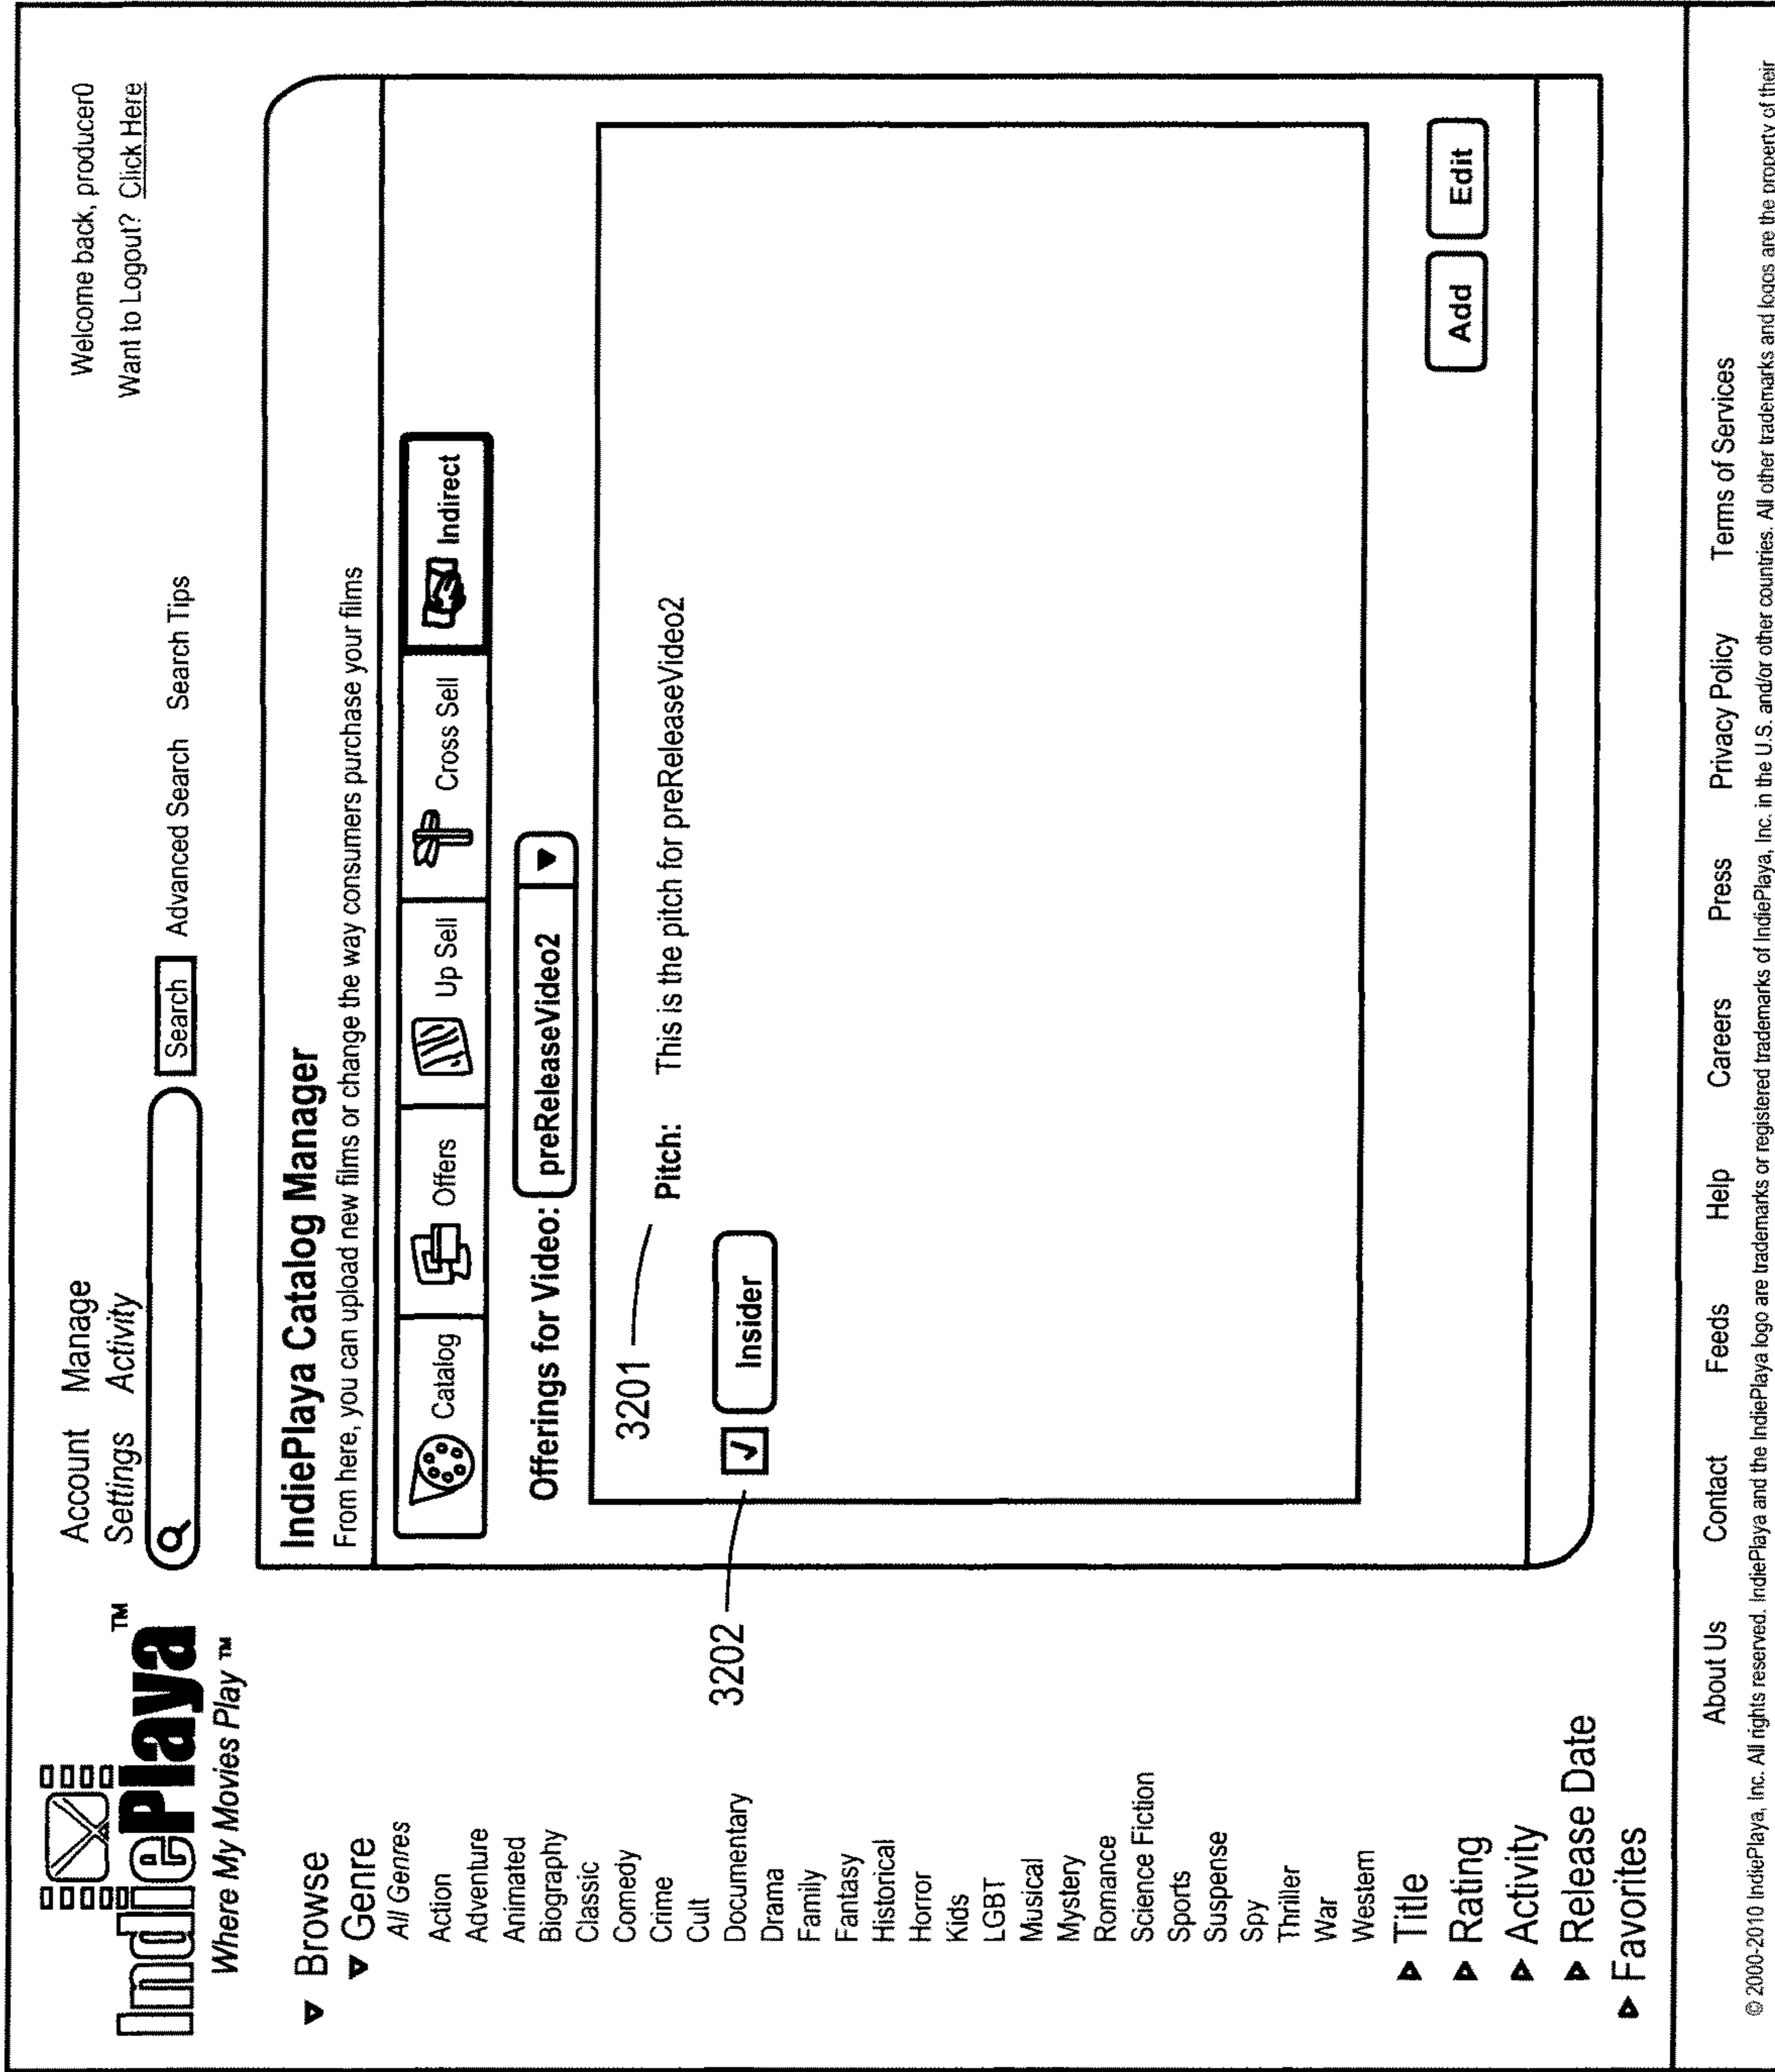 IndiePlaya™
Where My Movies Play™
Account Settings
Manage Activity
Welcome back, producer0
Want to Logout? Click Here
Search
Advanced Search
Search Tips
Browse
Genre
All Genres
Action
Adventure
Animated
Biography
Classic
Comedy
Crime
Cult
Documentary
Drama
Family
Fantasy
Historical
Horror
Kids
LGBT
Musical
Mystery
Romance
Science Fiction
Sports
Suspense
Spy
Thriller
War
Western
Title
Rating
Activity
Release Date
Favorites
IndiePlaya Catalog Manager
From here, you can upload new films or change the way consumers purchase your films
Catalog
Offers
Up Sell
Cross Sell
Indirect
Offerings for Video: preReleaseVideo2
3201
Pitch: This is the pitch for preReleaseVideo2
3202
Insider
Add
Edit
About Us Contact Feeds Help Careers Press Privacy Policy Terms of Services
© 2000-2010 IndiePlaya, Inc. All rights reserved. IndiePlaya and the IndiePlaya logo are trademarks or registered trademarks of IndiePlaya, Inc. in the U.S. and/or other countries. All other trademarks and logos are the property of their